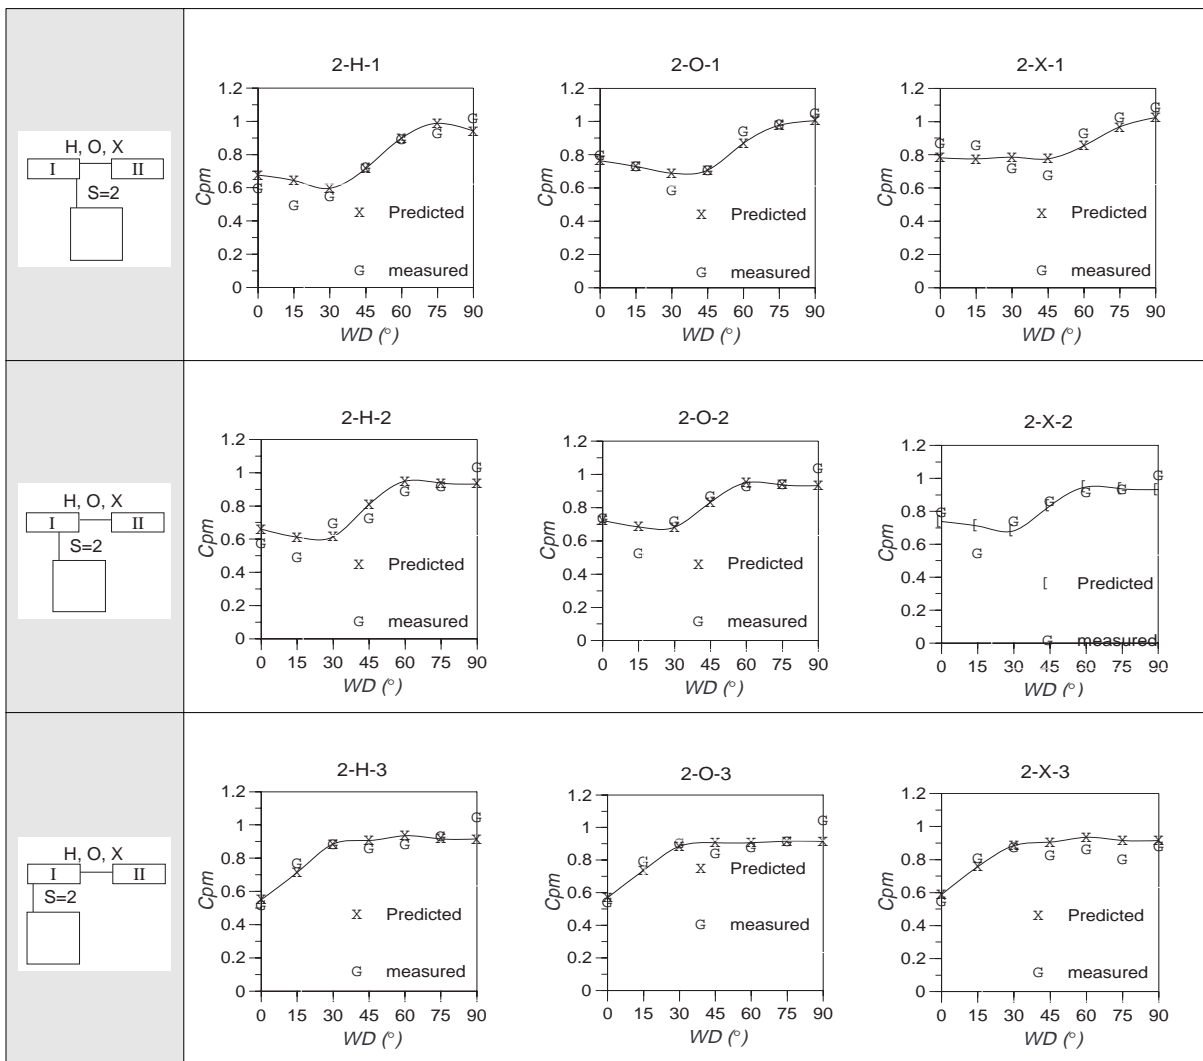 H, O, X
I II
S=2
2-H-1
1.2
1
0.8
0.6
0.4
0.2
0
Cpm
G G G G G G G
X X X X X X X
X Predicted
G measured
0 15 30 45 60 75 90
WD (°)
2-O-1
1.2
1
0.8
0.6
0.4
0.2
0
Cpm
G G G G G G G
X X X X X X X
X Predicted
G measured
0 15 30 45 60 75 90
WD (°)
2-X-1
1.2
1
0.8
0.6
0.4
0.2
0
Cpm
G G G G G G G
X X X X X X X
X Predicted
G measured
0 15 30 45 60 75 90
WD (°)
H, O, X
I II
S=2
2-H-2
1.2
1
0.8
0.6
0.4
0.2
0
Cpm
G G G G G G G
X X X X X X X
X Predicted
G measured
0 15 30 45 60 75 90
WD (°)
2-O-2
1.2
1
0.8
0.6
0.4
0.2
0
Cpm
G G G G G G G
X X X X X X X
X Predicted
G measured
0 15 30 45 60 75 90
WD (°)
2-X-2
1.2
1
0.8
0.6
0.4
0.2
0
Cpm
G G G G G G G
[ [ [ [ [ [ [
[ Predicted
G measured
0 15 30 45 60 75 90
WD (°)
H, O, X
I II
S=2
2-H-3
1.2
1
0.8
0.6
0.4
0.2
0
Cpm
G G G G G G G
X X X X X X X
X Predicted
G measured
0 15 30 45 60 75 90
WD (°)
2-O-3
1.2
1
0.8
0.6
0.4
0.2
0
Cpm
G G G G G G G
X X X X X X X
X Predicted
G measured
0 15 30 45 60 75 90
WD (°)
2-X-3
1.2
1
0.8
0.6
0.4
0.2
0
Cpm
G G G G G G G
X X X X X X X
X Predicted
G measured
0 15 30 45 60 75 90
WD (°)